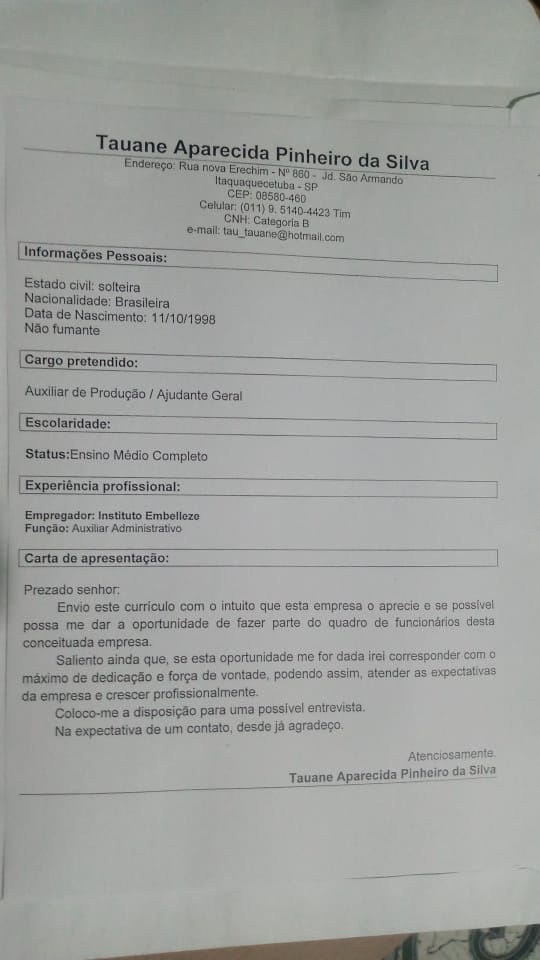 Tauane Aparecida Pinheiro da Silva
Endereço: Rua nova Erechim - Nº 860 - Jd. São Armando
Itaquaquecetuba - SP
CEP: 08580-460
Celular: (011) 9. 5140-4423 Tim
CNH: Categoria B
e-mail: tau_tauane@hotmail.com
Informações Pessoais:
Estado civil: solteira
Nacionalidade: Brasileira
Data de Nascimento: 11/10/1998
Não fumante
Cargo pretendido:
Auxiliar de Produção / Ajudante Geral
Escolaridade:
Status:Ensino Médio Completo
Experiência profissional:
Empregador: Instituto Embelleze
Função: Auxiliar Administrativo
Carta de apresentação:
Prezado senhor:
Envio este currículo com o intuito que esta empresa o aprecie e se possível
possa me dar a oportunidade de fazer parte do quadro de funcionários desta
conceituada empresa.
Saliento ainda que, se esta oportunidade me for dada irei corresponder com o
máximo de dedicação e força de vontade, podendo assim, atender as expectativas
da empresa e crescer profissionalmente.
Coloco-me a disposição para uma possível entrevista.
Na expectativa de um contato, desde já agradeço.
Atenciosamente.
Tauane Aparecida Pinheiro da Silva